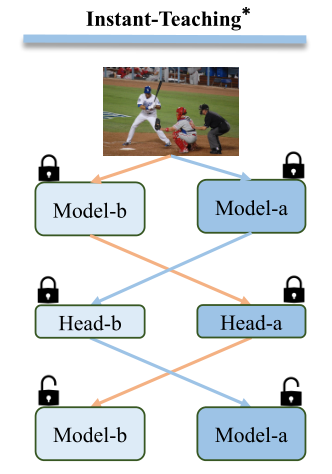 Instant-Teaching*
Model-b
Model-a
Head-b
Head-a
Model-b
Model-a